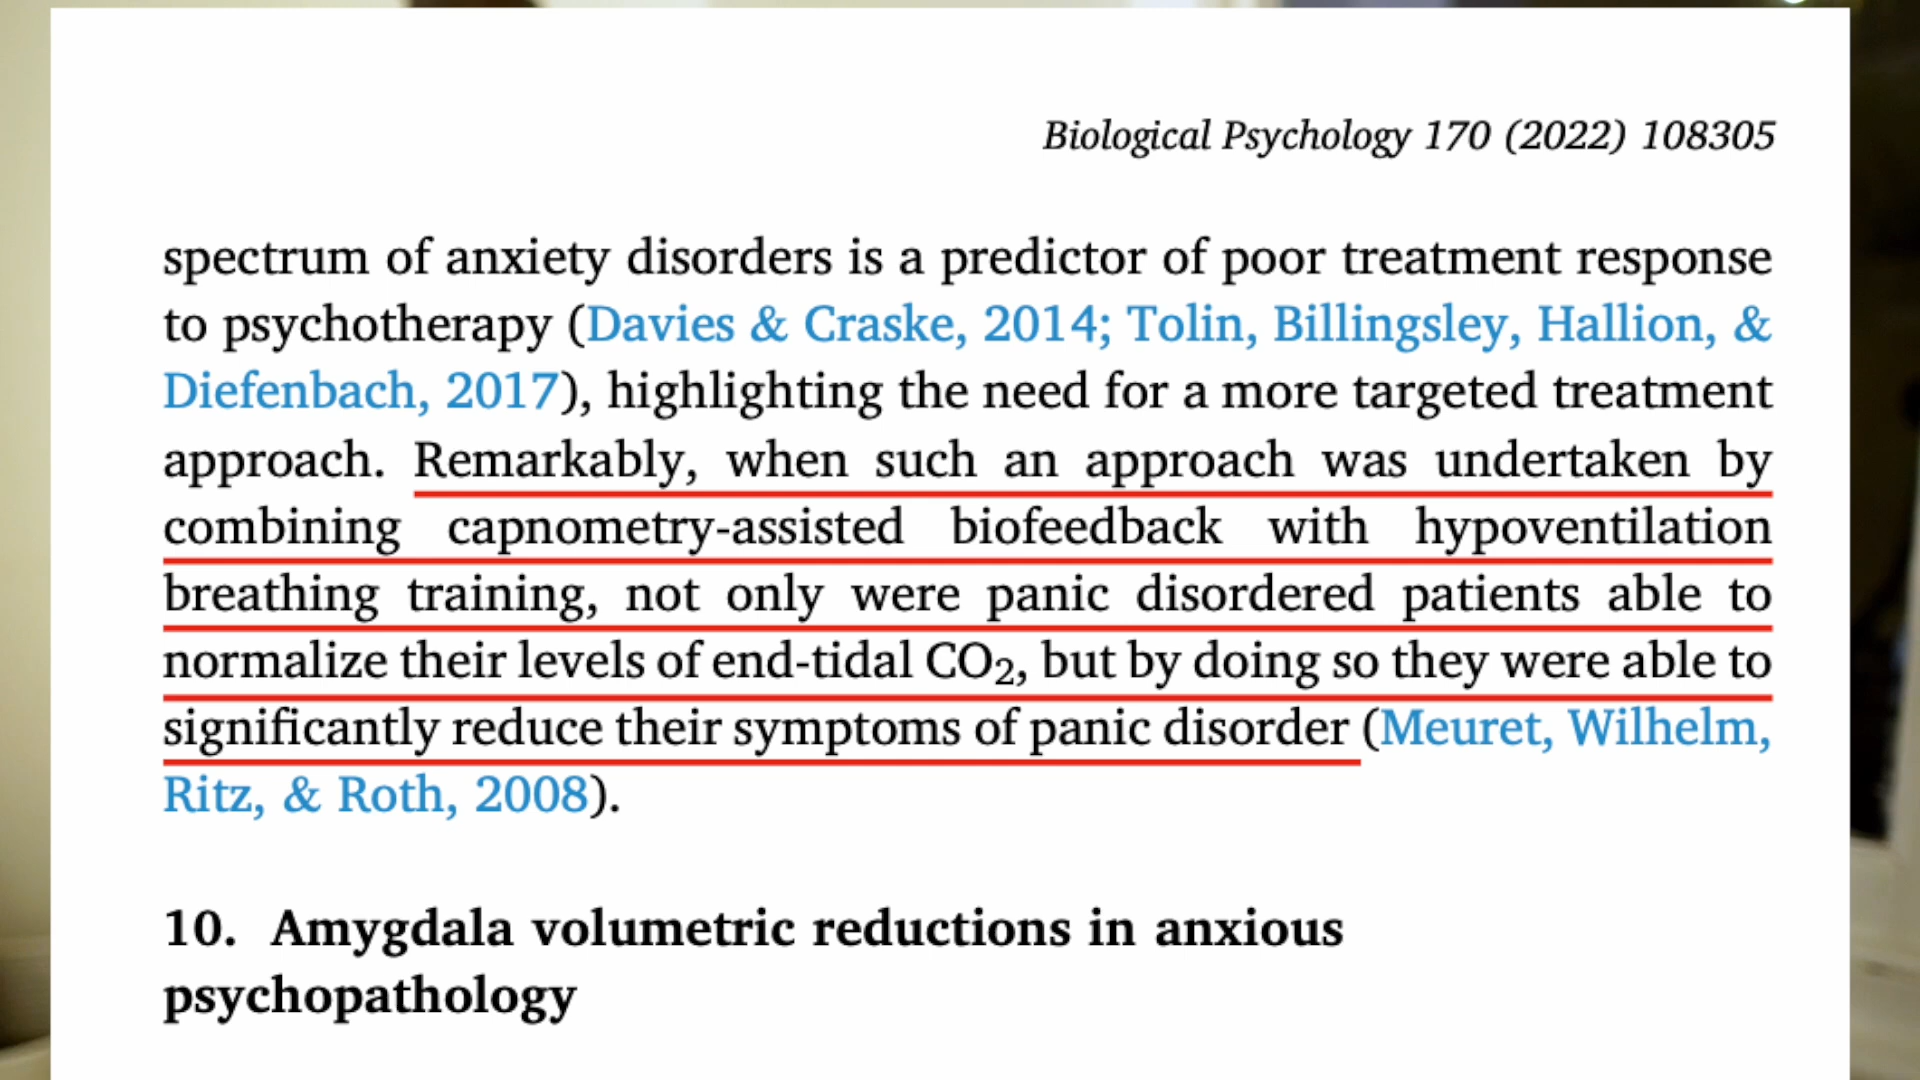 Biological Psychology 170 (2022) 108305
spectrum of anxiety disorders is a predictor of poor treatment response
to psychotherapy (Davies & Craske, 2014; Tolin, Billingsley, Hallion, &
Diefenbach, 2017), highlighting the need for a more targeted treatment
approach. Remarkably, when such an approach was undertaken by
combining capnometry-assisted biofeedback with hypoventilation
breathing training, not only were panic disordered patients able to
normalize their levels of end-tidal CO₂, but by doing so they were able to
significantly reduce their symptoms of panic disorder (Meuret, Wilhelm,
Ritz, & Roth, 2008).
10. Amygdala volumetric reductions in anxious
psychopathology